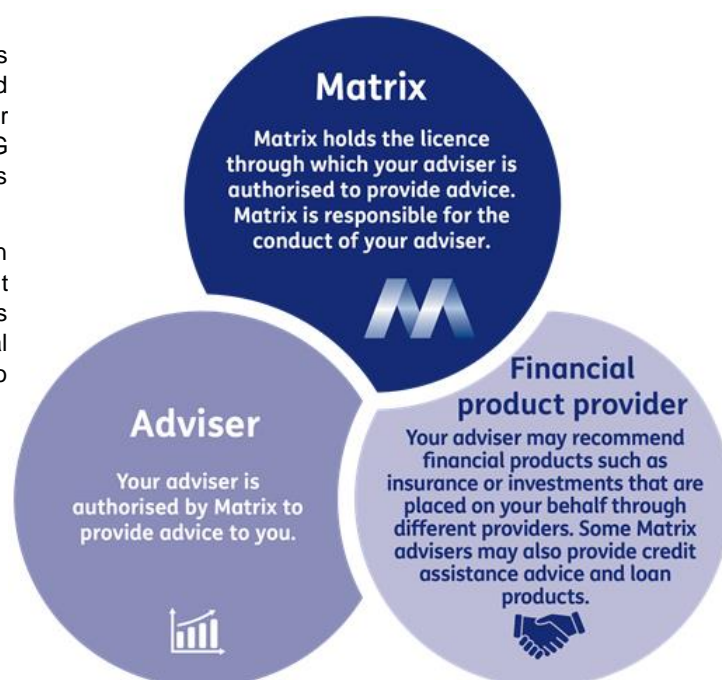 Matrix
Matrix holds the licence
through which your adviser is
authorised to provide advice.
Matrix is responsible for the
conduct of your adviser.
Adviser
Your adviser is
authorised by Matrix to
provide advice to you.
Financial
product provider
Your adviser may recommend
financial products such as
insurance or investments that are
placed on your behalf through
different providers. Some Matrix
advisers may also provide credit
assistance advice and loan
products.